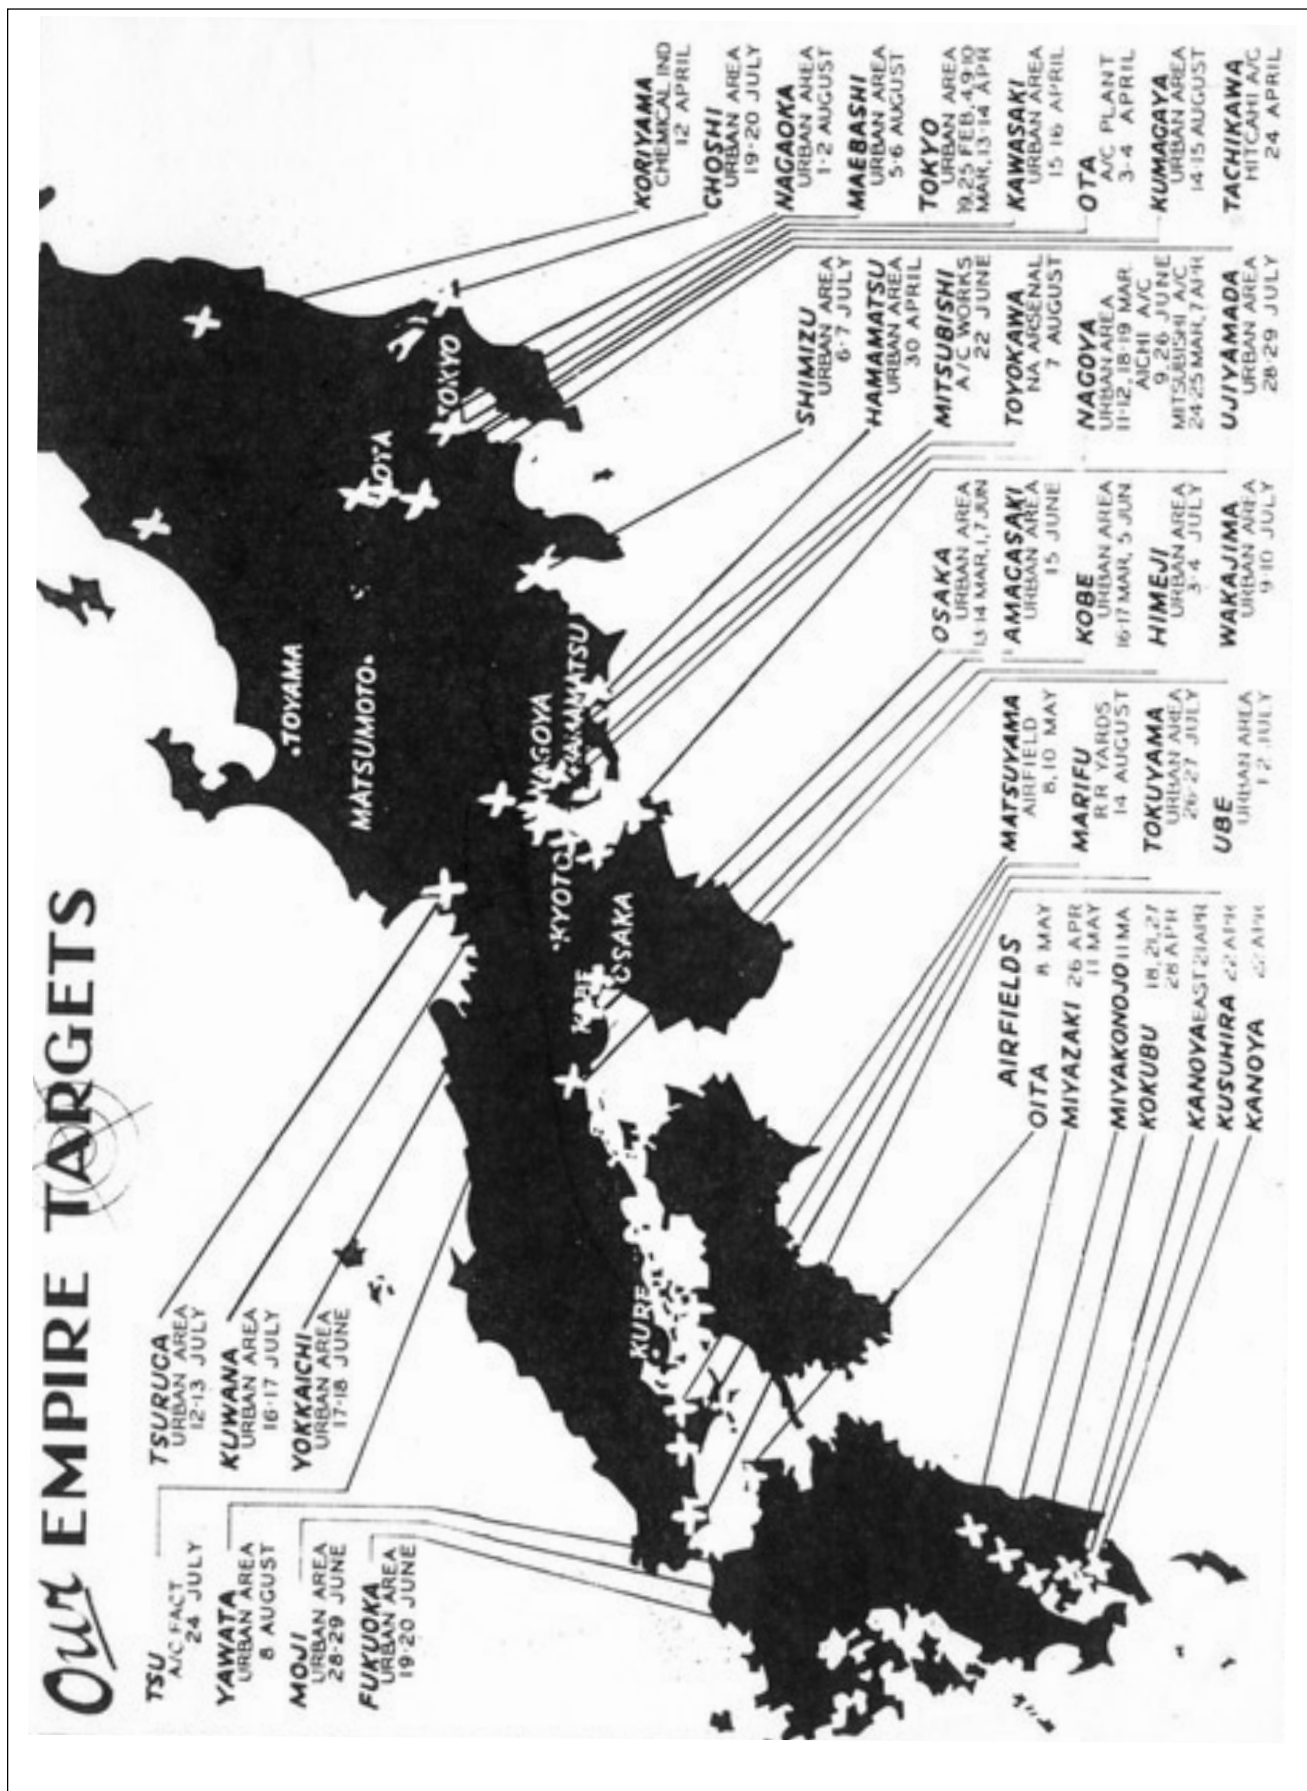 Our EMPIRE TARGETS
TSU
A/C FACT
24 JULY
YAWATA
URBAN AREA
8 AUGUST
MOJI
URBAN AREA
28-29 JUNE
FUKUOKA
URBAN AREA
19-20 JUNE
TSURUGA
URBAN AREA
12-13 JULY
KUWANA
URBAN AREA
16-17 JULY
YOKKAICHI
URBAN AREA
17-18 JUNE
TOYAMA
MATSUMOTO
OTA
TOKYO
NAGOYA
HAMAMATSU
KYOTO
OSAKA
KOBE
KURE
AIRFIELDS
OITA 8 MAY
MIYAZAKI 26 APR
11 MAY
MIYAKONOJO 11 MA
KOKUBU 18, 21, 27
28 APR
KANOYA EAST 21 APR
KUSUHIRA 22 APR
KANOYA 22 APR
MATSUYAMA
AIRFIELD
8, 10 MAY
MARIFU
R R YARDS
14 AUGUST
TOKUYAMA
URBAN AREA
26-27 JULY
UBE
URBAN AREA
1-2 JULY
OSAKA
URBAN AREA
13-14 MAR, 1, 7 JUN
AMAGASAKI
URBAN AREA
15 JUNE
KOBE
URBAN AREA
16-17 MAR, 5 JUN
HIMEJI
URBAN AREA
3-4 JULY
WAKAJIMA
URBAN AREA
9-10 JULY
SHIMIZU
URBAN AREA
6-7 JULY
HAMAMATSU
URBAN AREA
30 APRIL
MITSUBISHI
A/C WORKS
22 JUNE
TOYOKAWA
NA ARSENAL
7 AUGUST
NAGOYA
URBAN AREA
11-12, 18-19 MAR.
AICHI A/C
9, 26 JUNE
MITSUBISHI A/C
24-25 MAR, 7 APR
UJIYAMADA
URBAN AREA
28-29 JULY
KORIYAMA
CHEMICAL IND
12 APRIL
CHOSHI
URBAN AREA
19-20 JULY
NAGAOKA
URBAN AREA
1-2 AUGUST
MAEBASHI
URBAN AREA
5-6 AUGUST
TOKYO
URBAN AREA
19, 25 FEB, 4, 9-10
MAR, 13-14 APR
KAWASAKI
URBAN AREA
15-16 APRIL
OTA
A/C PLANT
3-4 APRIL
KUMAGAYA
URBAN AREA
14-15 AUGUST
TACHIKAWA
HITCAHI A/C
24 APRIL